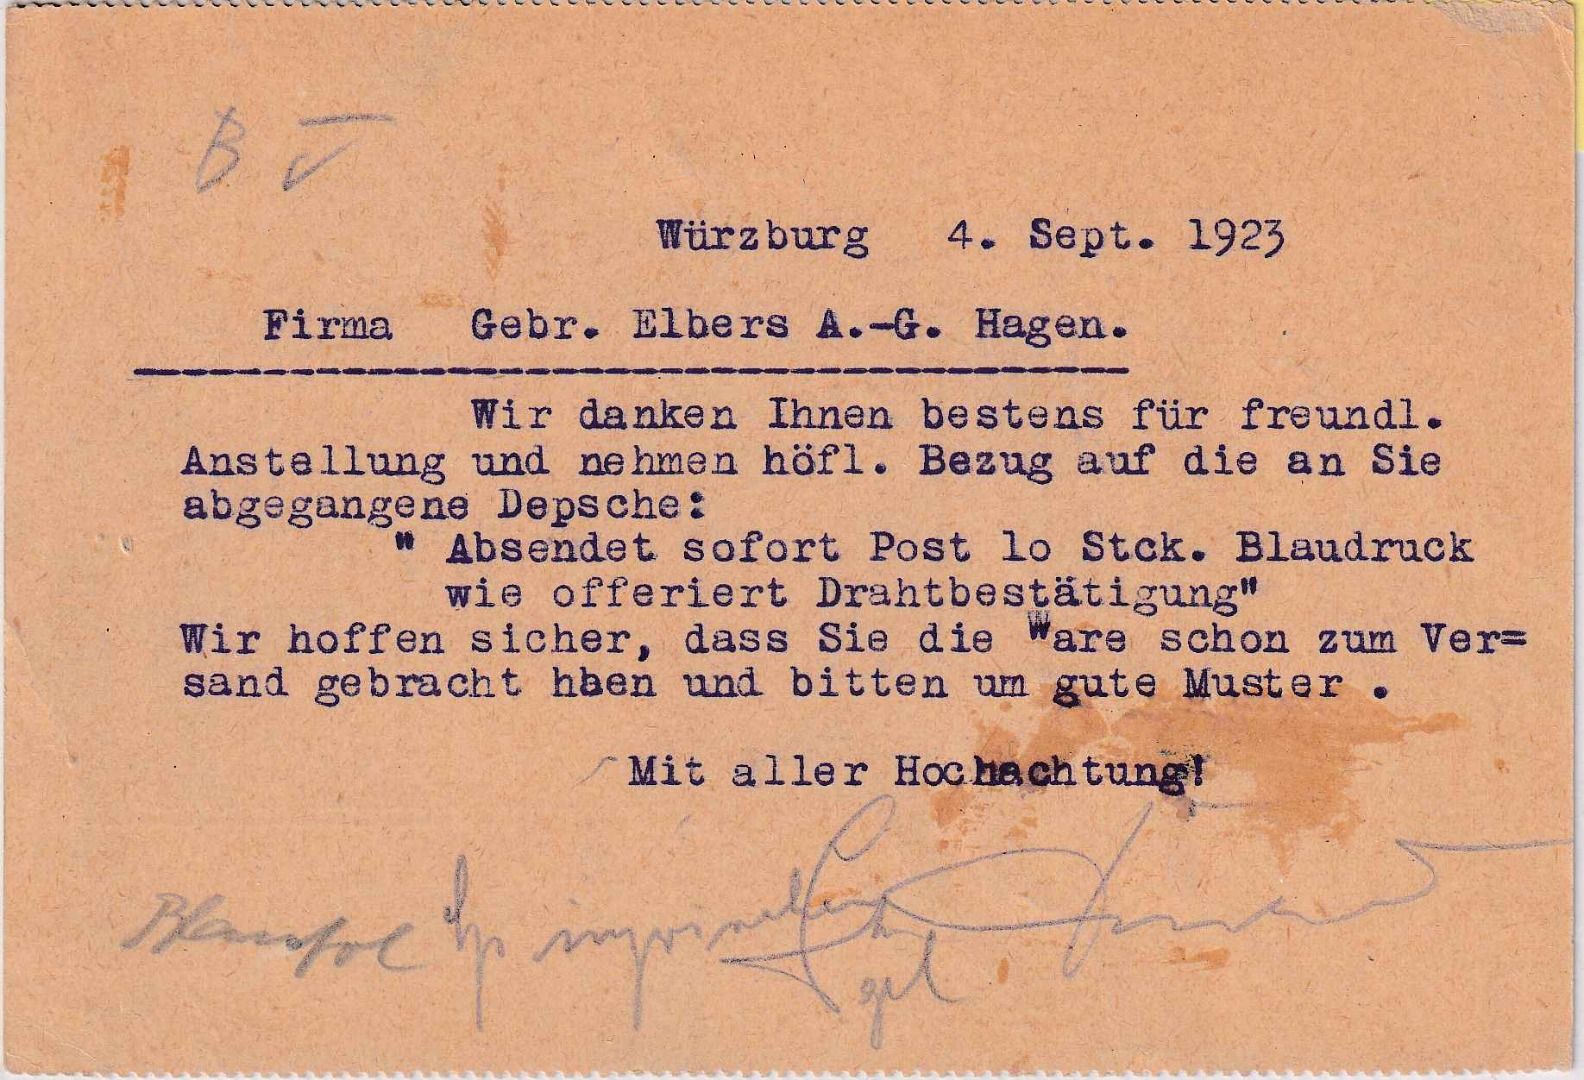 B
Würzburg 4. Sept. 1923
Firma Gebr. Elbers A.-G. Hagen.
Wir danken Ihnen bestens für freundl.
Anstellung und nehmen höfl. Bezug auf die an Sie
abgegangene Depsche:
" Absendet sofort Post lo Stck. Blaudruck
wie offeriert Drahtbestätigung"
Wir hoffen sicher, dass Sie die Ware schon zum Ver=
sand gebracht hben und bitten um gute Muster .
Mit aller Hochachtung!